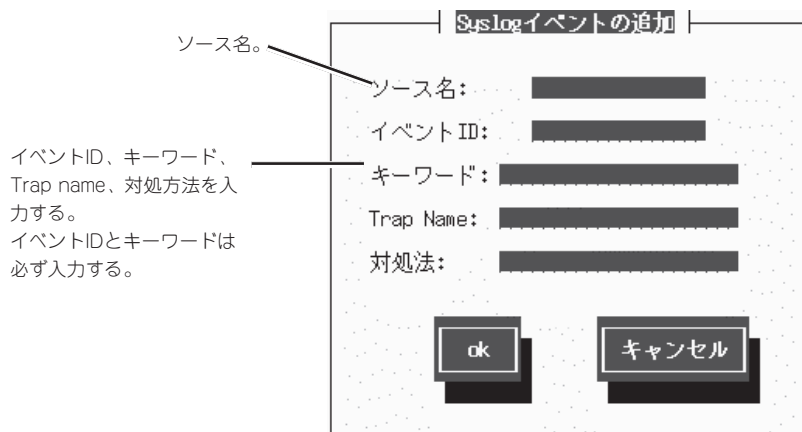 Syslogイベントの追加
ソース名。
ソース名:
イベントID:
イベントID、キーワード、
Trap name、対処方法を入
力する。
イベントIDとキーワードは
必ず入力する。
キーワード:
Trap Name:
対処法:
ok
キャンセル